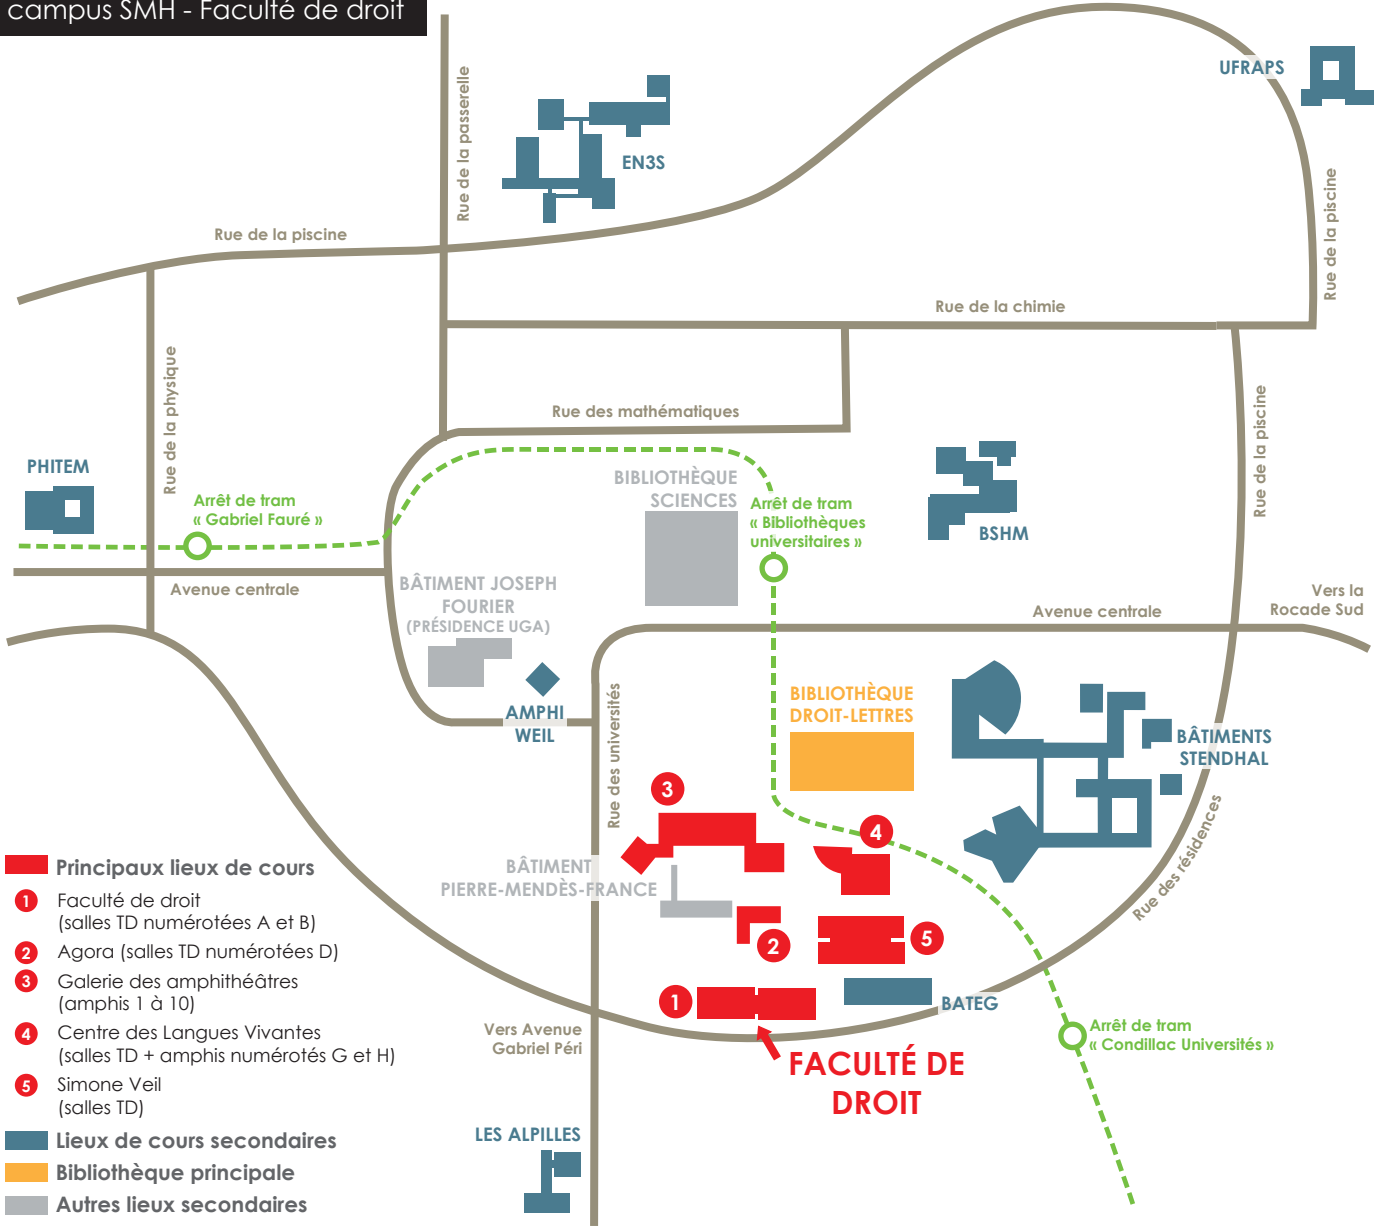 campus SMH - Faculté de droit
UFRAPS
Rue de la passerelle
EN3S
Rue de la piscine
Rue de la piscine
Rue de la chimie
Rue de la physique
Rue des mathématiques
Rue de la piscine
PHITEM
BIBLIOTHÈQUE
SCIENCES
Arrêt de tram
« Gabriel Fauré »
Arrêt de tram
« Bibliothèques
universitaires »
BSHM
Avenue centrale
BÂTIMENT JOSEPH
FOURIER
(PRÉSIDENCE UGA)
Avenue centrale
Vers la
Rocade Sud
AMPHI
WEIL
Rue des universités
BIBLIOTHÈQUE
DROIT-LETTRES
BÂTIMENTS
STENDHAL
3
4
Rue des résidences
BÂTIMENT
PIERRE-MENDÈS-FRANCE
2
5
1
BATEG
Vers Avenue
Gabriel Péri
Arrêt de tram
« Condillac Universités »
FACULTÉ DE
DROIT
LES ALPILLES
Principaux lieux de cours
1 Faculté de droit
(salles TD numérotées A et B)
2 Agora (salles TD numérotées D)
3 Galerie des amphithéâtres
(amphis 1 à 10)
4 Centre des Langues Vivantes
(salles TD + amphis numérotés G et H)
5 Simone Veil
(salles TD)
Lieux de cours secondaires
Bibliothèque principale
Autres lieux secondaires